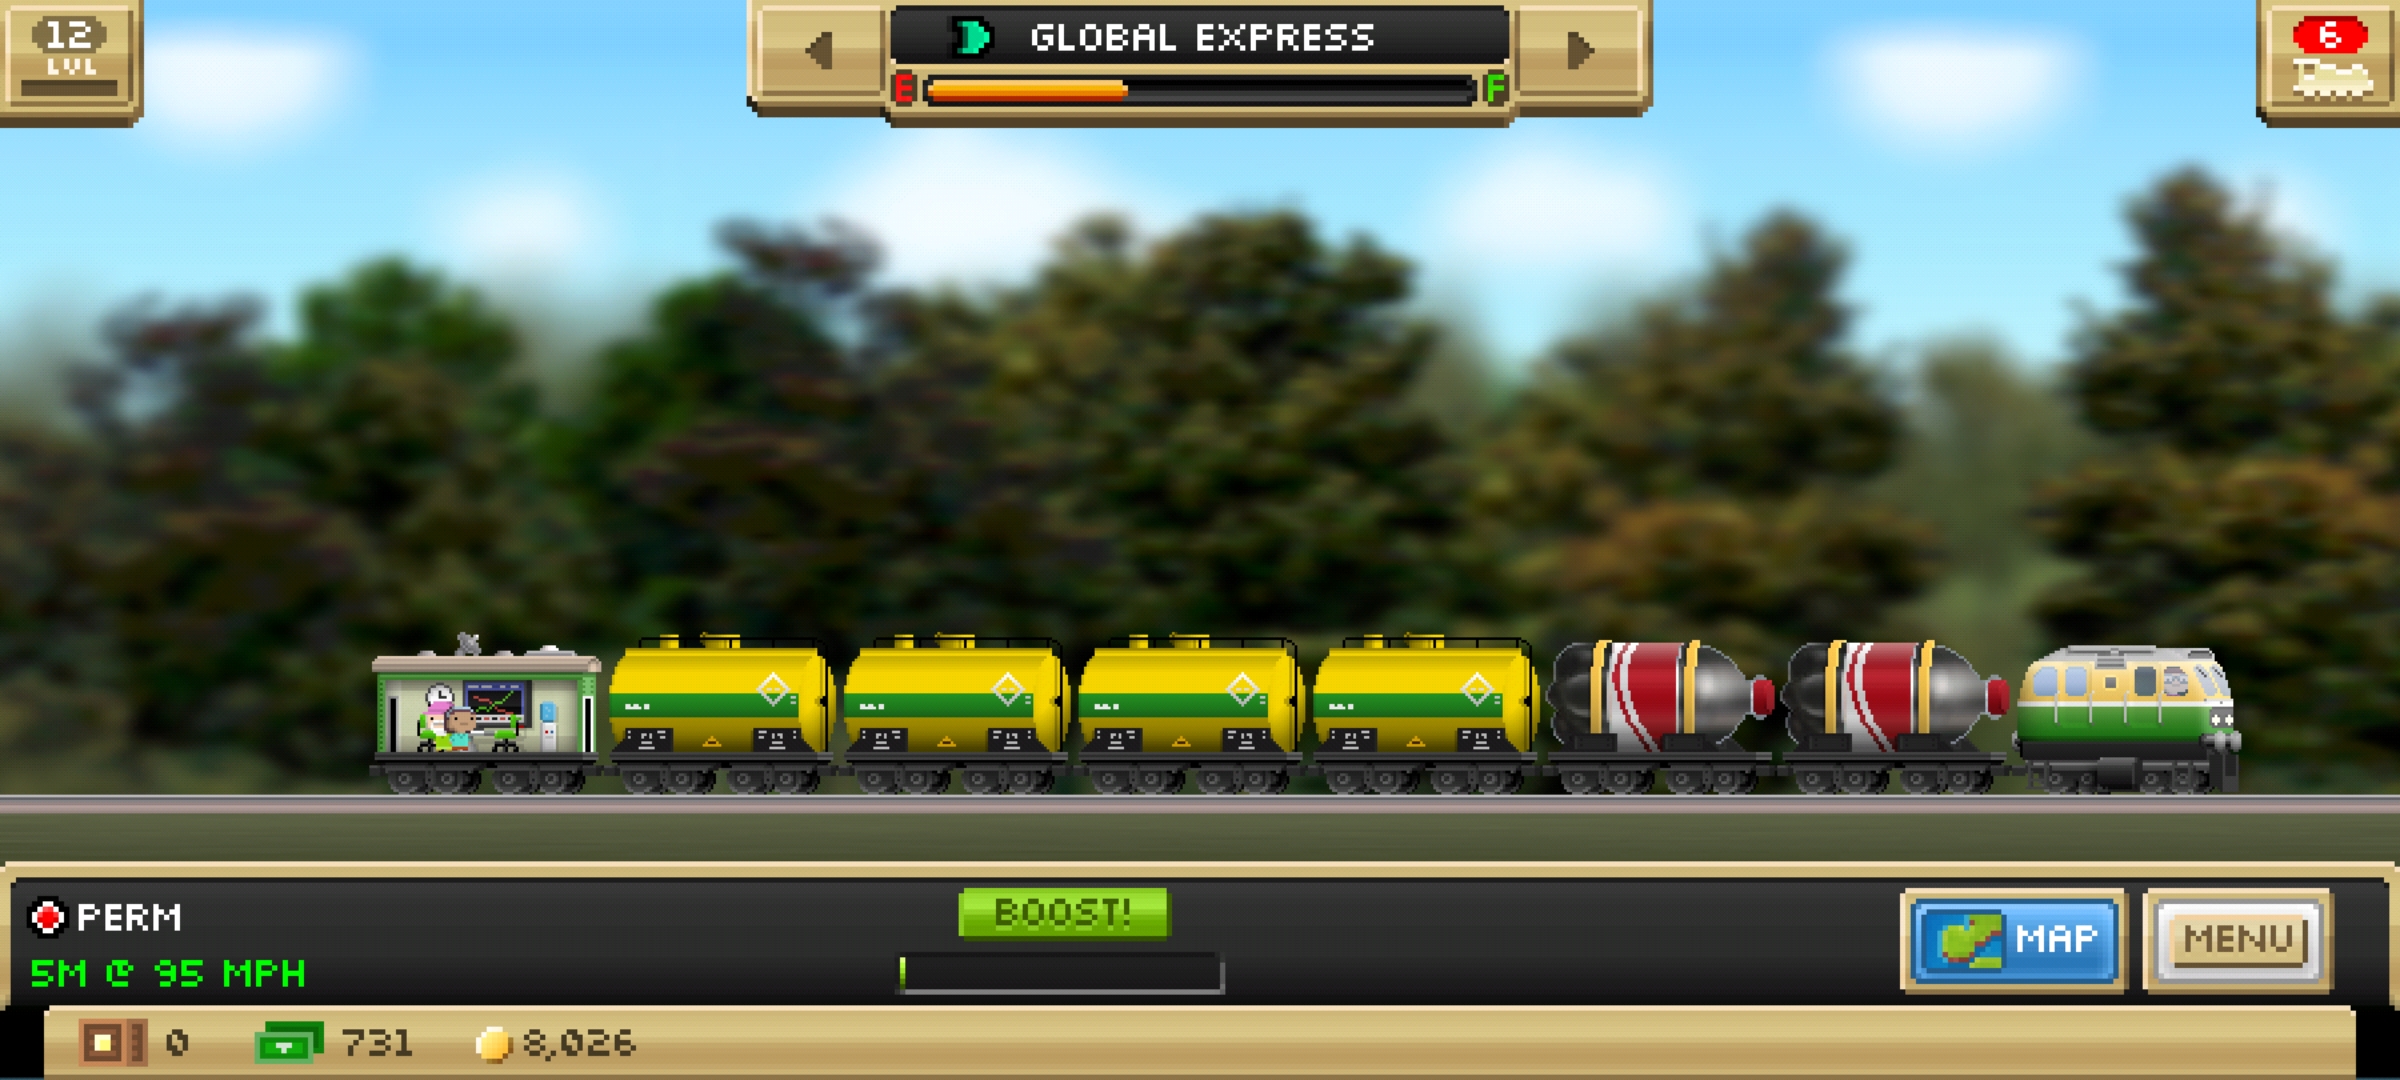 12
LVL
GLOBAL EXPRESS
6
E F
PERM
BOOST!
MAP
MENU
5M @ 95 MPH
0
731
8,026